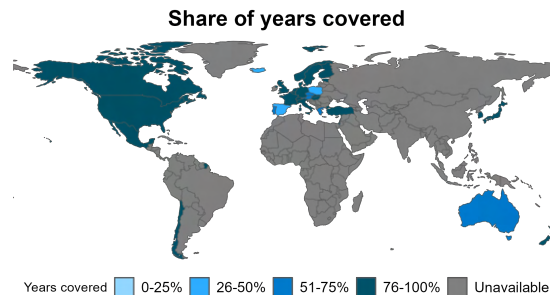 Share of years covered
Years covered 0-25% 26-50% 51-75% 76-100% Unavailable